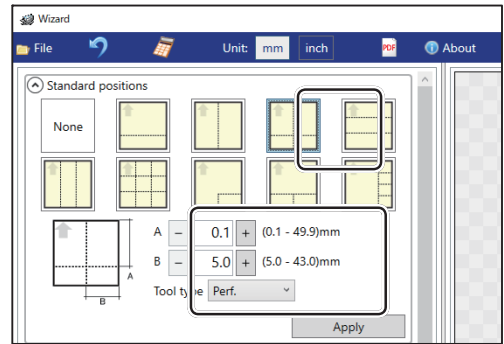 Wizard
File Unit: mm inch PDF About
Standard positions
None
A − 0.1 + (0.1 - 49.9)mm
B − 5.0 + (5.0 - 43.0)mm
Tool type Perf.
A
B
Apply